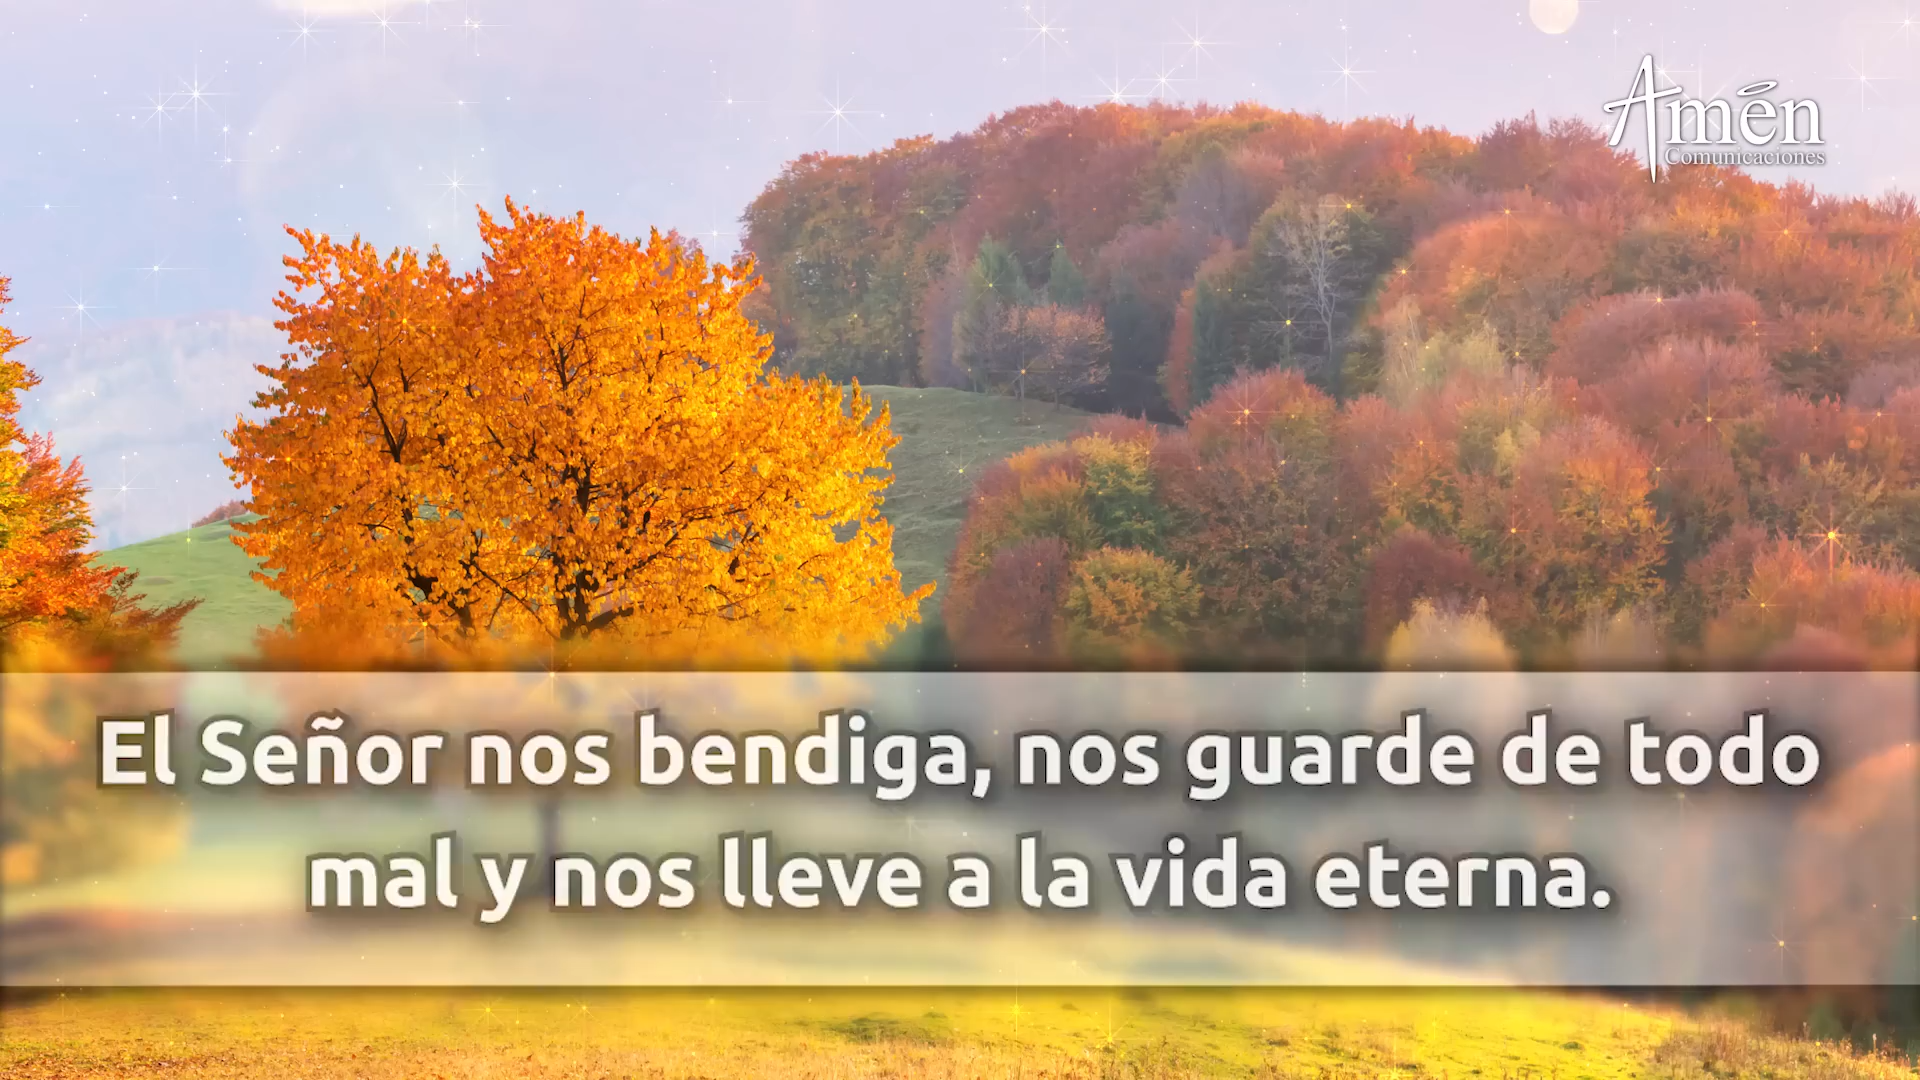 Amén
Comunicaciones
El Señor nos bendiga, nos guarde de todo
mal y nos lleve a la vida eterna.